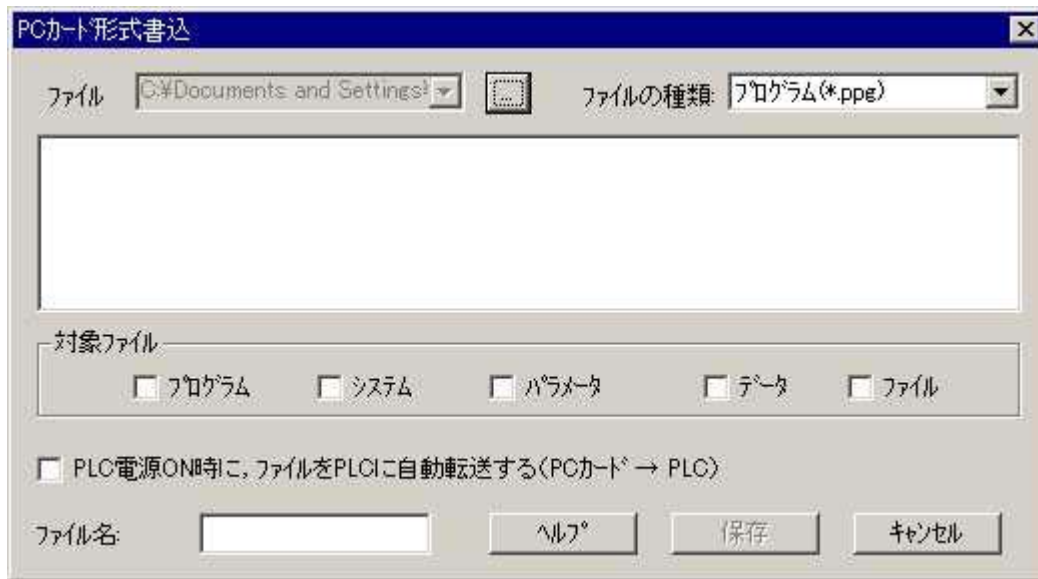 PCｶｰﾄﾞ形式書込
ﾌｧｲﾙ C:¥Documents and Settings¥ ... ﾌｧｲﾙの種類: ﾌﾟﾛｸﾞﾗﾑ(*.ppg)
対象ﾌｧｲﾙ
ﾌﾟﾛｸﾞﾗﾑ ｼｽﾃﾑ ﾊﾟﾗﾒｰﾀ ﾃﾞｰﾀ ﾌｧｲﾙ
PLC電源ON時に,ﾌｧｲﾙをPLCに自動転送する(PCｶｰﾄﾞ → PLC)
ﾌｧｲﾙ名: ﾍﾙﾌﾟ 保存 ｷｬﾝｾﾙ